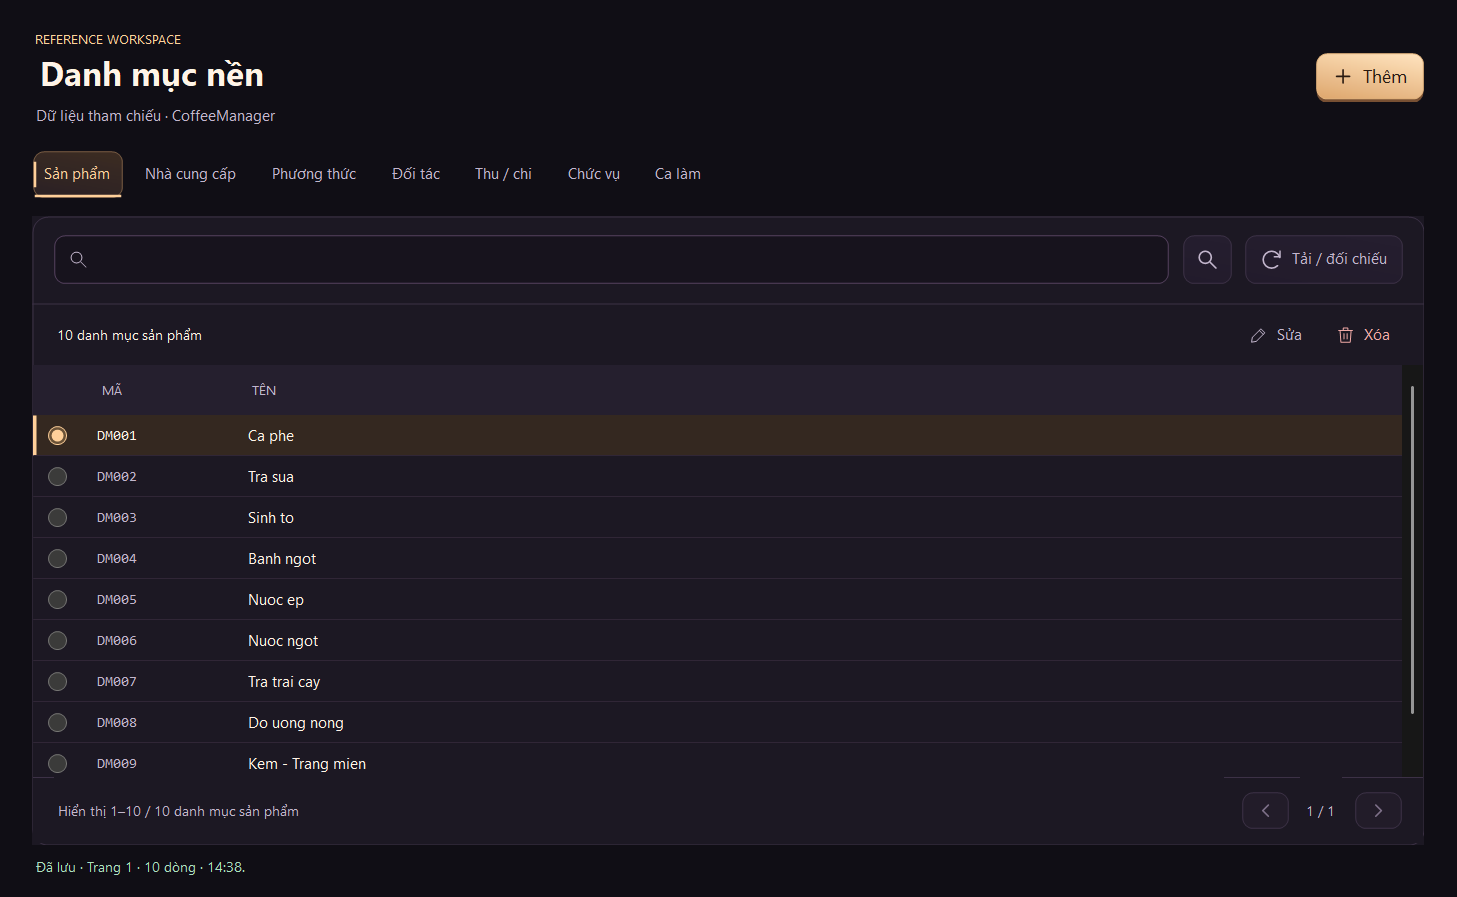 REFERENCE WORKSPACE
Danh mục nền
Thêm
Dữ liệu tham chiếu · CoffeeManager
Sản phẩm Nhà cung cấp Phương thức Đối tác Thu / chi Chức vụ Ca làm
Tải / đối chiếu
10 danh mục sản phẩm Sửa Xóa
MÃ TÊN
DM001 Ca phe
DM002 Tra sua
DM003 Sinh to
DM004 Banh ngot
DM005 Nuoc ep
DM006 Nuoc ngot
DM007 Tra trai cay
DM008 Do uong nong
DM009 Kem - Trang mien
Hiển thị 1–10 / 10 danh mục sản phẩm 1 / 1
Đã lưu · Trang 1 · 10 dòng · 14:38.